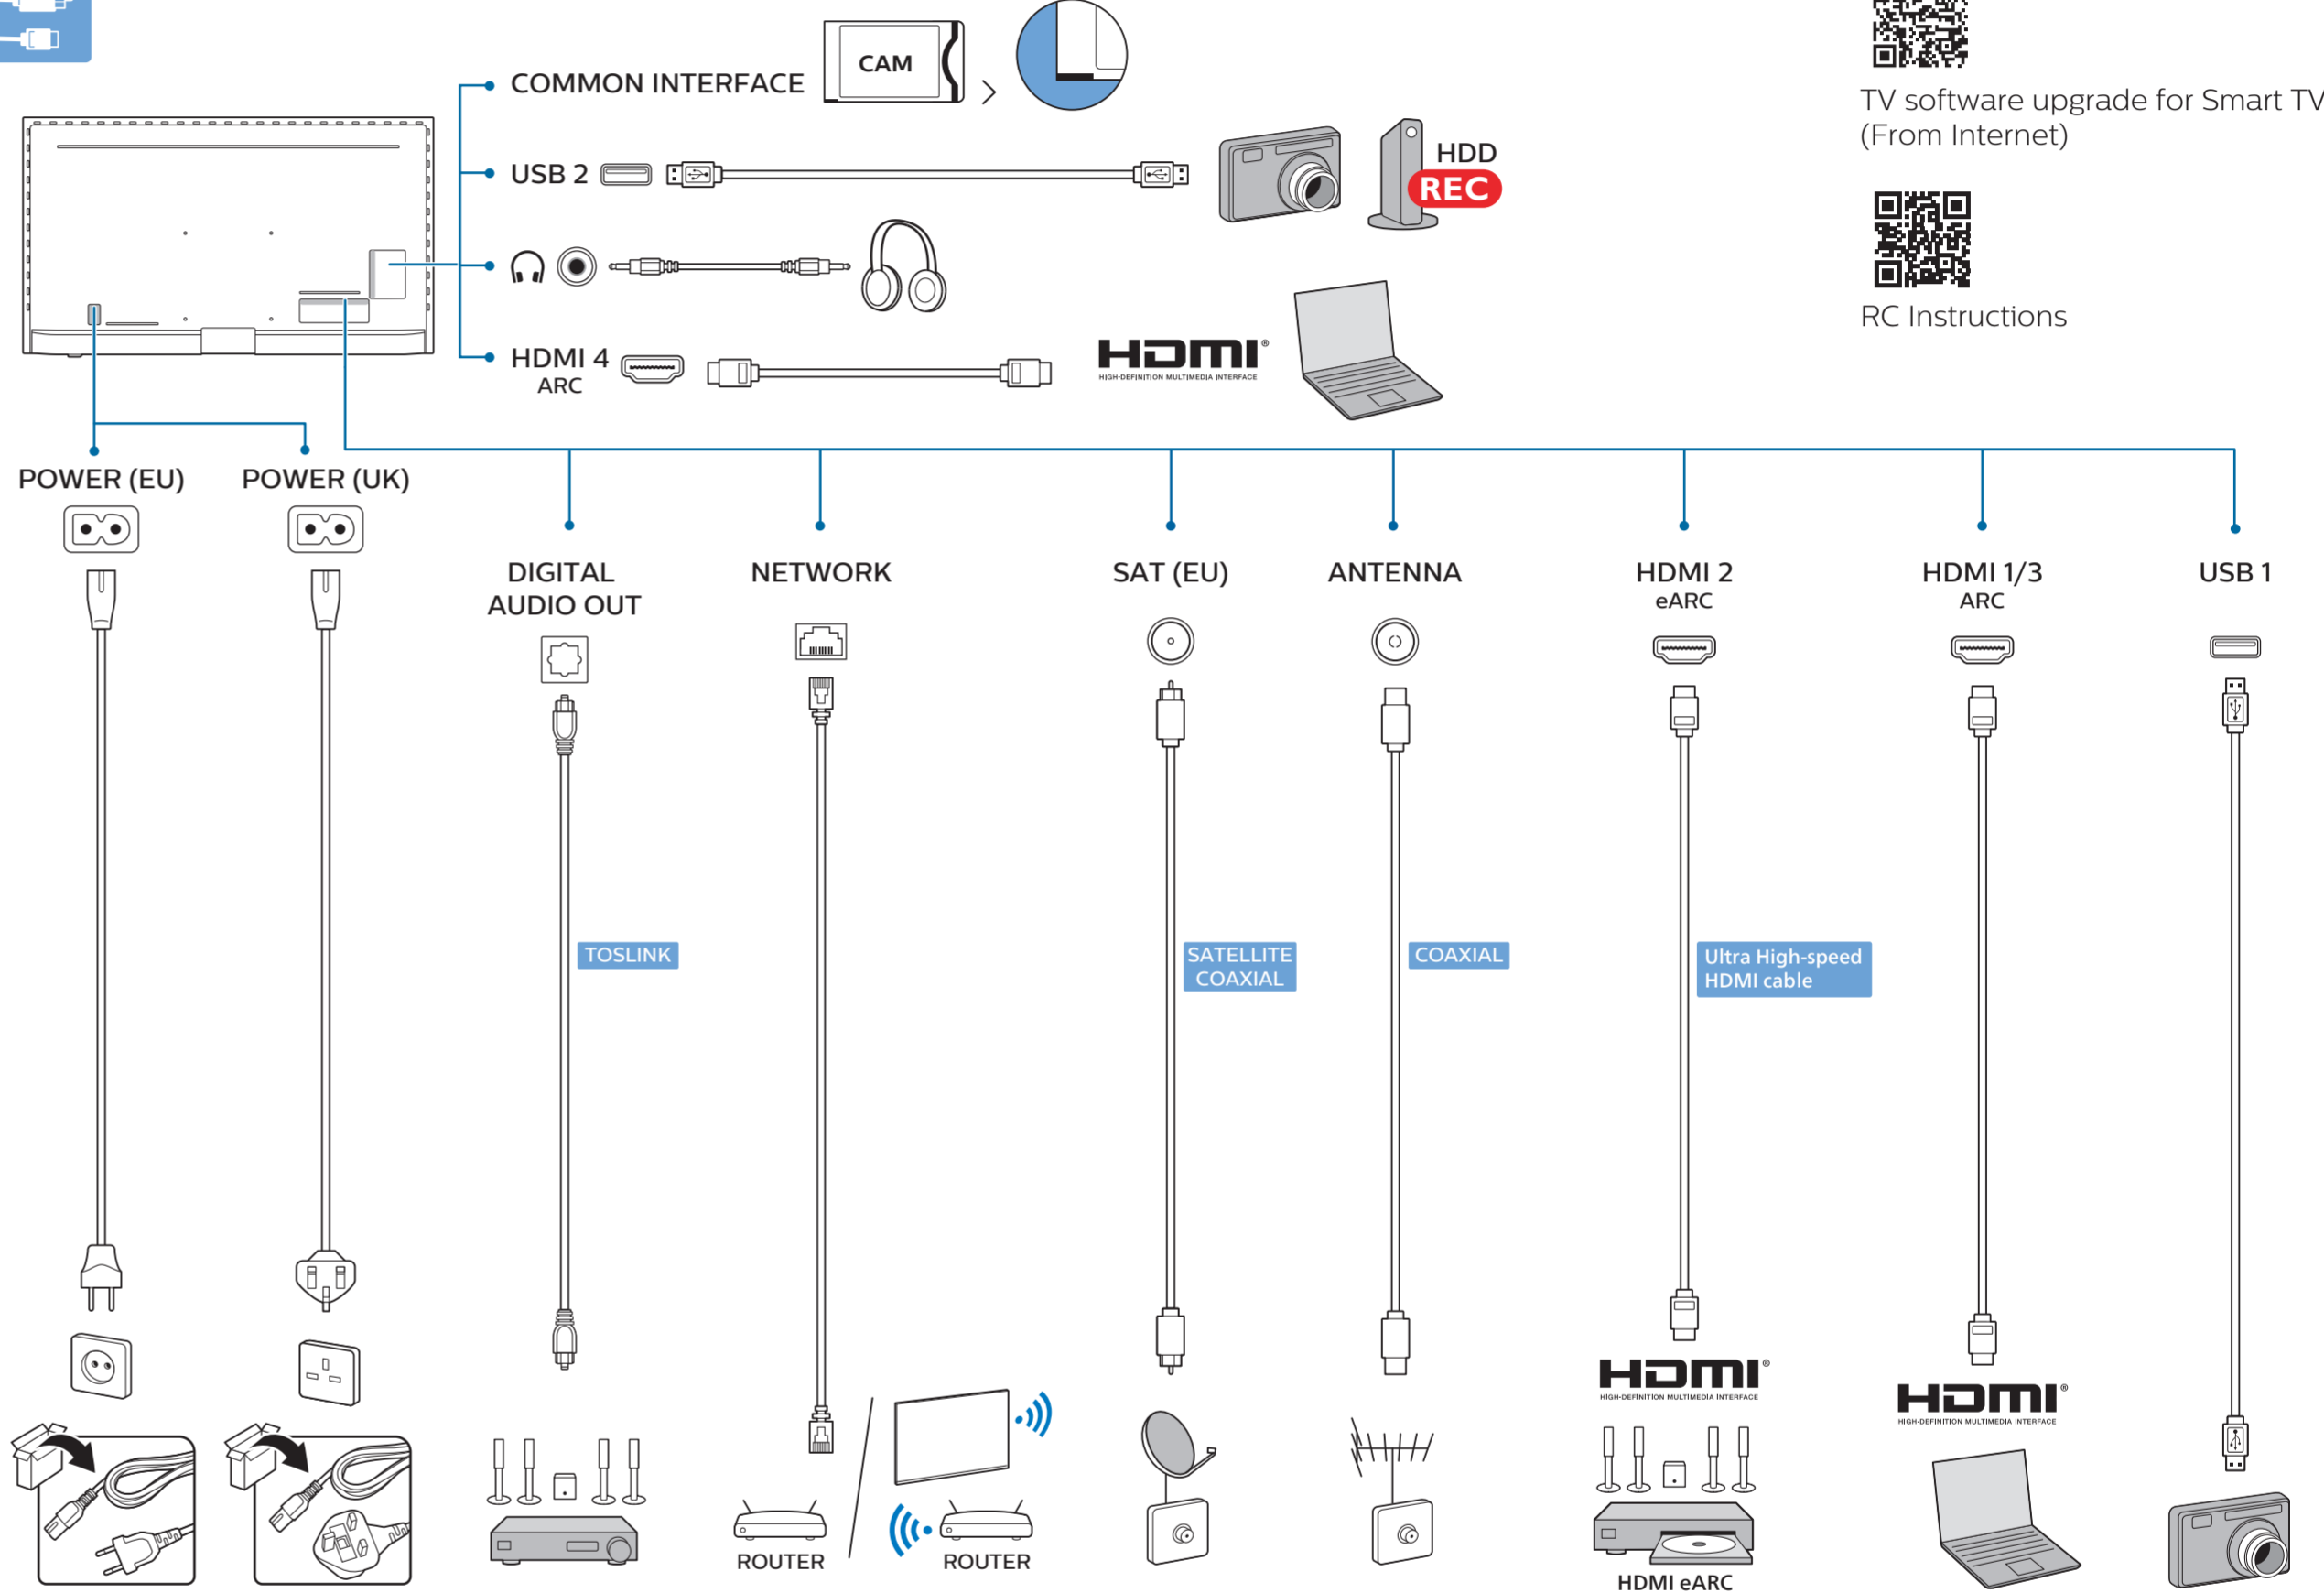 COMMON INTERFACE
CAM
TV software upgrade for Smart TV
(From Internet)
USB 2
HDD
REC
RC Instructions
HDMI 4
ARC
HDMI®
HIGH-DEFINITION MULTIMEDIA INTERFACE
POWER (EU)
POWER (UK)
DIGITAL
AUDIO OUT
NETWORK
SAT (EU)
ANTENNA
HDMI 2
eARC
HDMI 1/3
ARC
USB 1
TOSLINK
SATELLITE
COAXIAL
COAXIAL
Ultra High-speed
HDMI cable
HDMI®
HIGH-DEFINITION MULTIMEDIA INTERFACE
HDMI®
HIGH-DEFINITION MULTIMEDIA INTERFACE
ROUTER
ROUTER
HDMI eARC